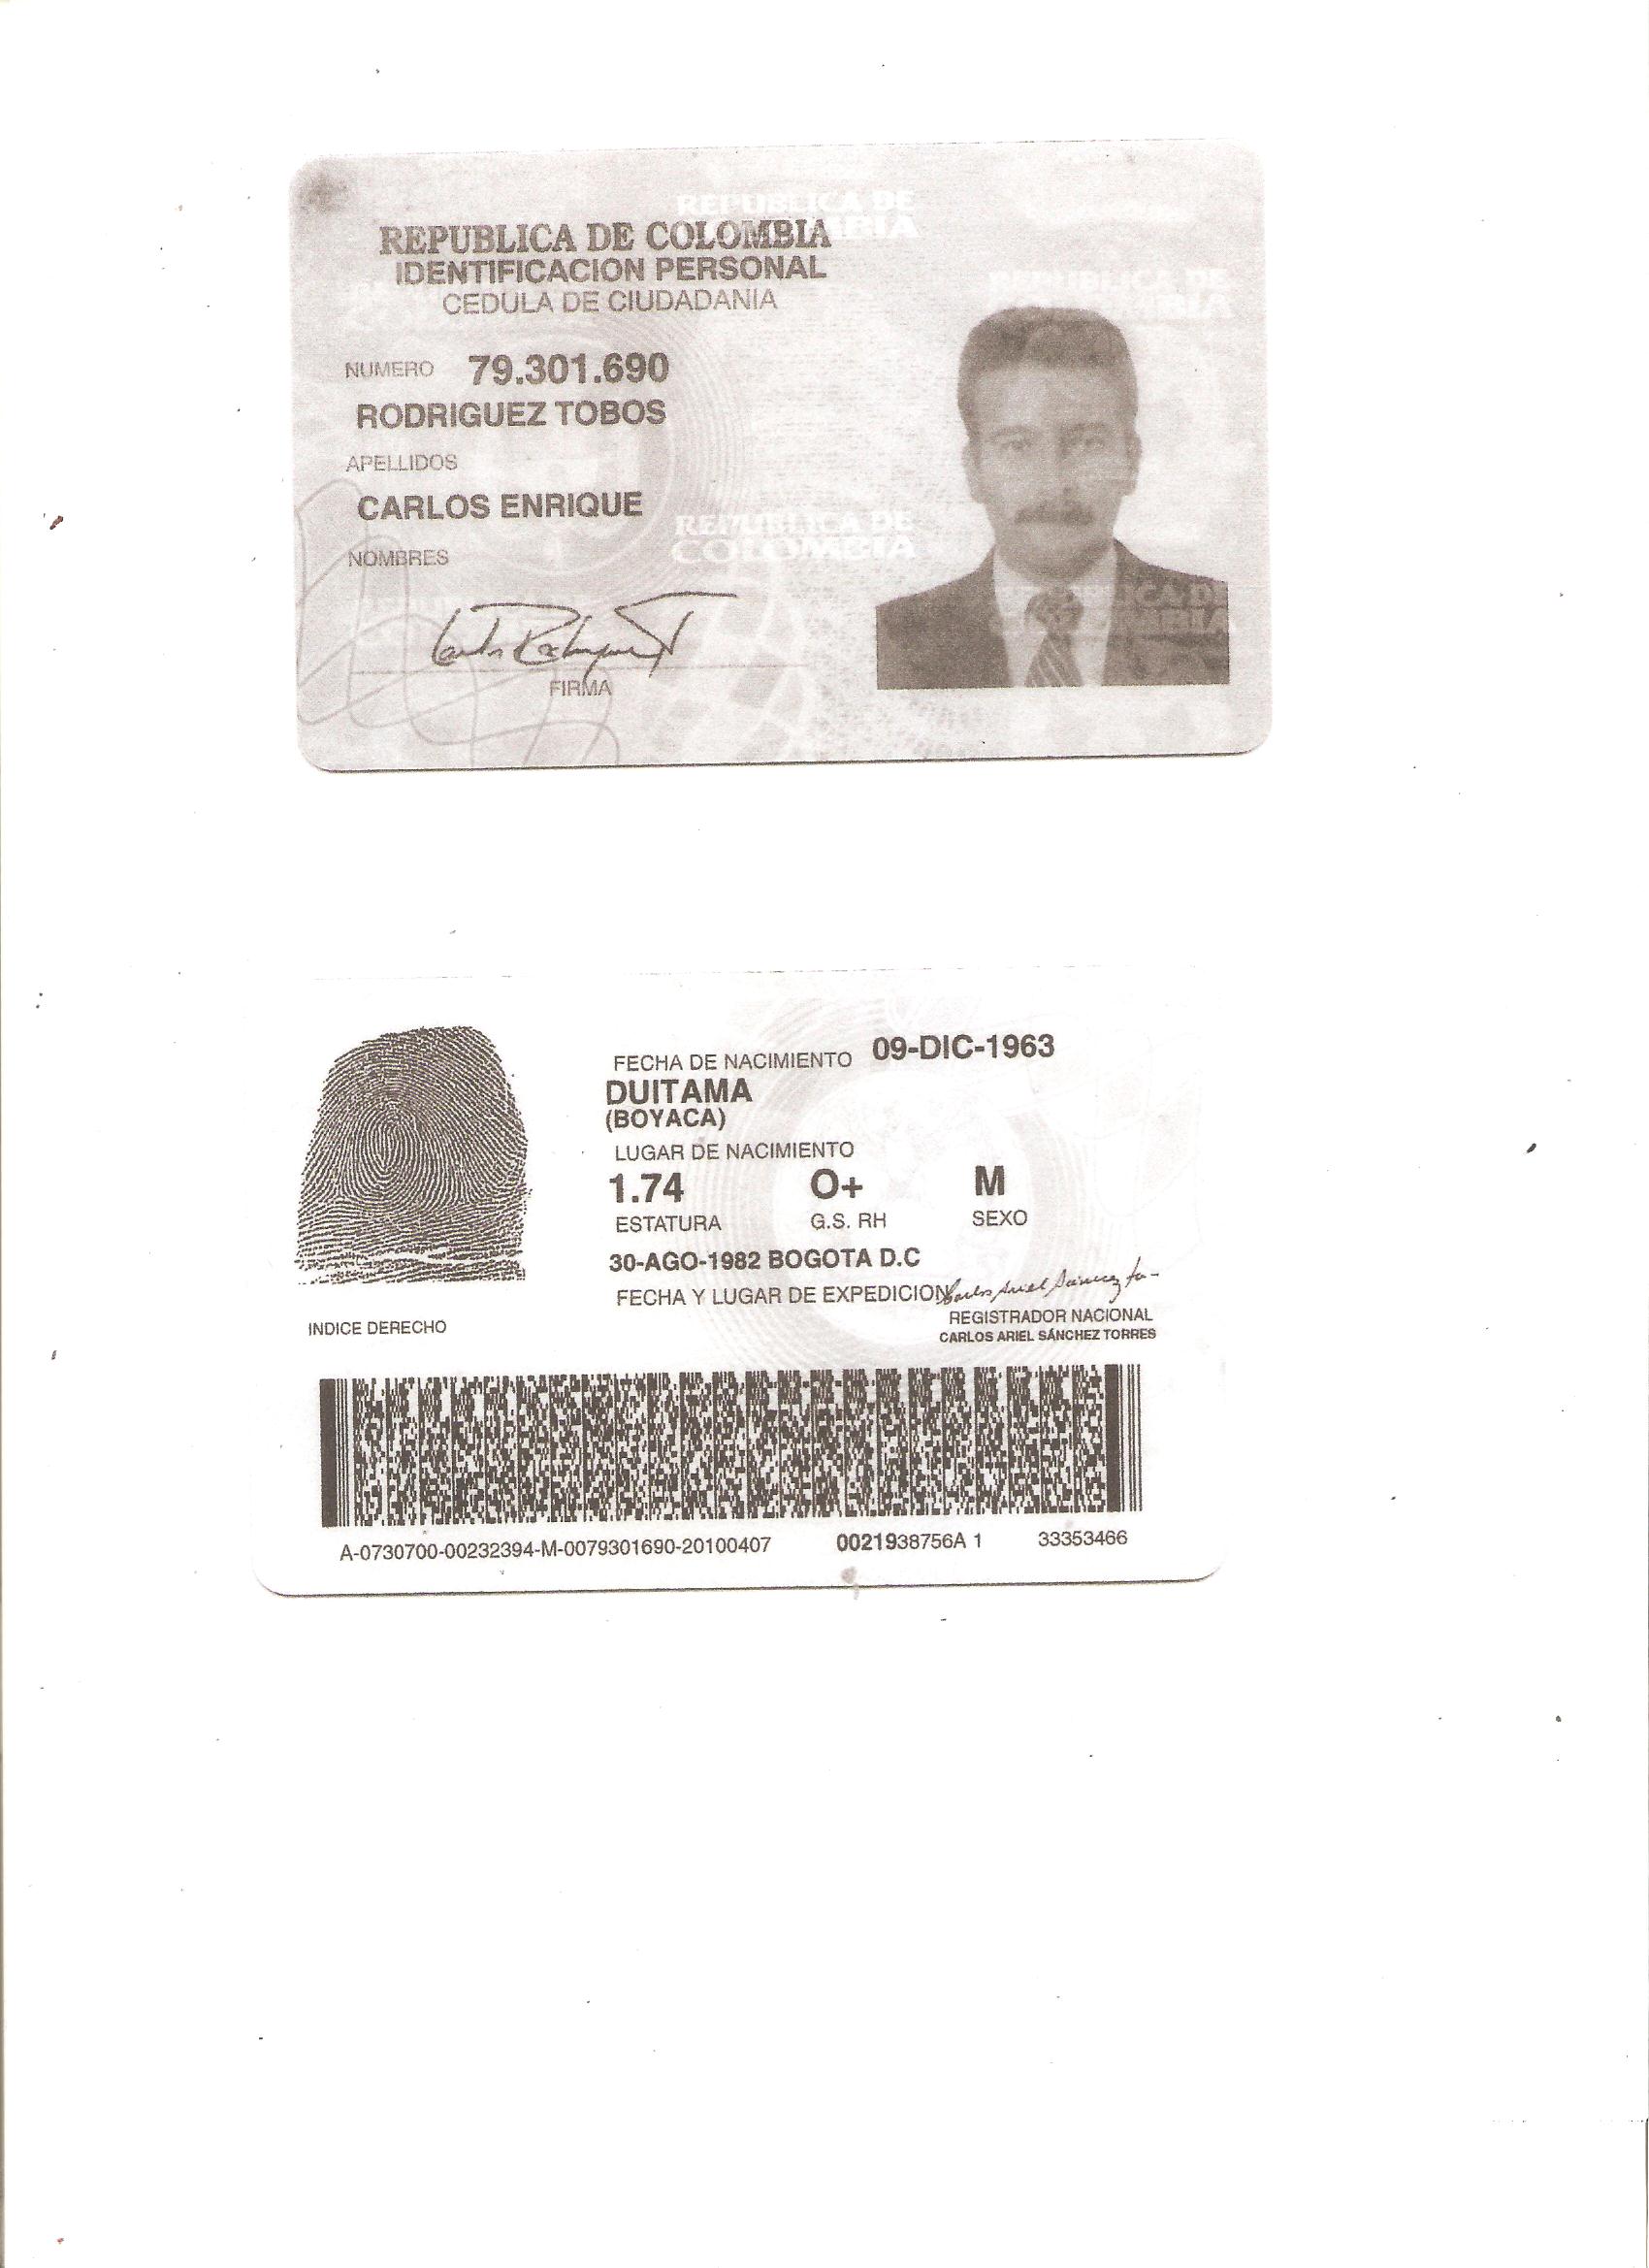 REPUBLICA DE COLOMBIA
IDENTIFICACION PERSONAL
CEDULA DE CIUDADANIA
NUMERO 79.301.690
RODRIGUEZ TOBOS
APELLIDOS
CARLOS ENRIQUE
NOMBRES
FIRMA
REPUBLICA DE
COLOMBIA
INDICE DERECHO
FECHA DE NACIMIENTO 09-DIC-1963
DUITAMA
(BOYACA)
LUGAR DE NACIMIENTO
1.74 O+ M
ESTATURA G.S. RH SEXO
30-AGO-1982 BOGOTA D.C
FECHA Y LUGAR DE EXPEDICION
REGISTRADOR NACIONAL
CARLOS ARIEL SÁNCHEZ TORRES
A-0730700-00232394-M-0079301690-20100407 0021938756A 1 33353466